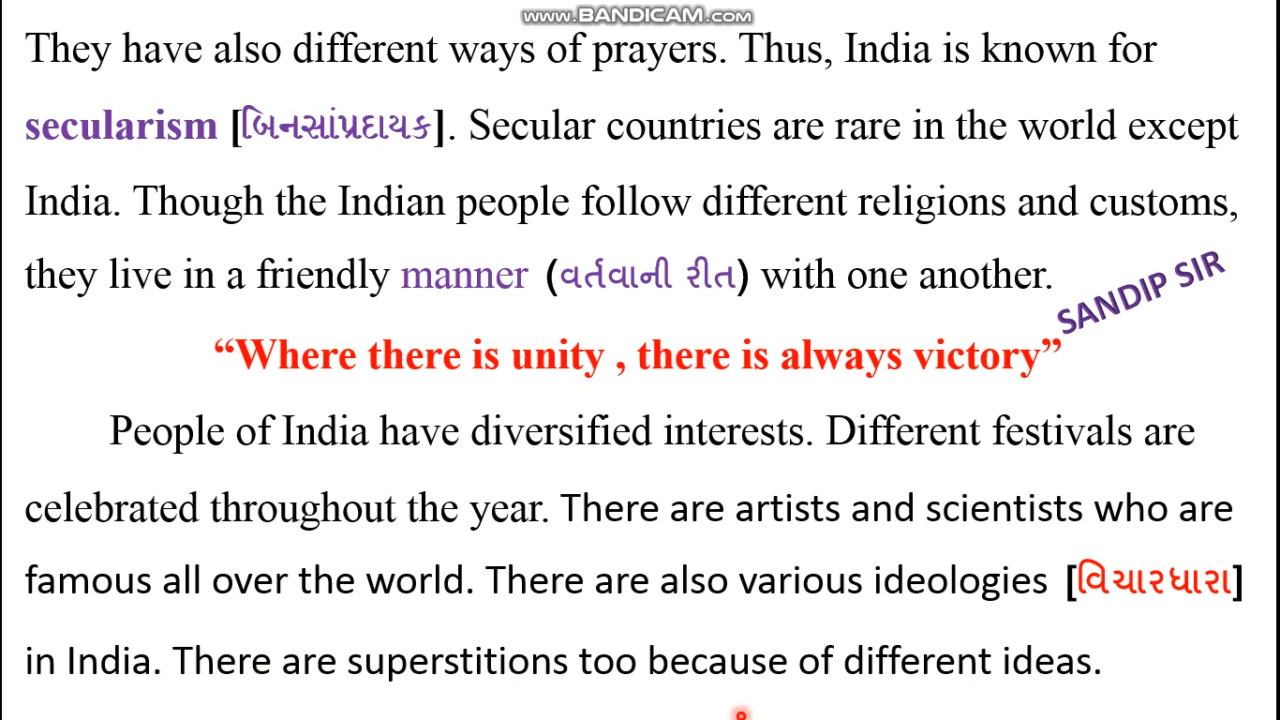 www.BANDICAM.com
They have also different ways of prayers. Thus, India is known for
secularism [બિનસાંપ્રદાયક]. Secular countries are rare in the world except
India. Though the Indian people follow different religions and customs,
they live in a friendly manner (વર્તવાની રીત) with one another.
SANDIP SIR
“Where there is unity , there is always victory”
People of India have diversified interests. Different festivals are
celebrated throughout the year. There are artists and scientists who are
famous all over the world. There are also various ideologies [વિચારધારા]
in India. There are superstitions too because of different ideas.